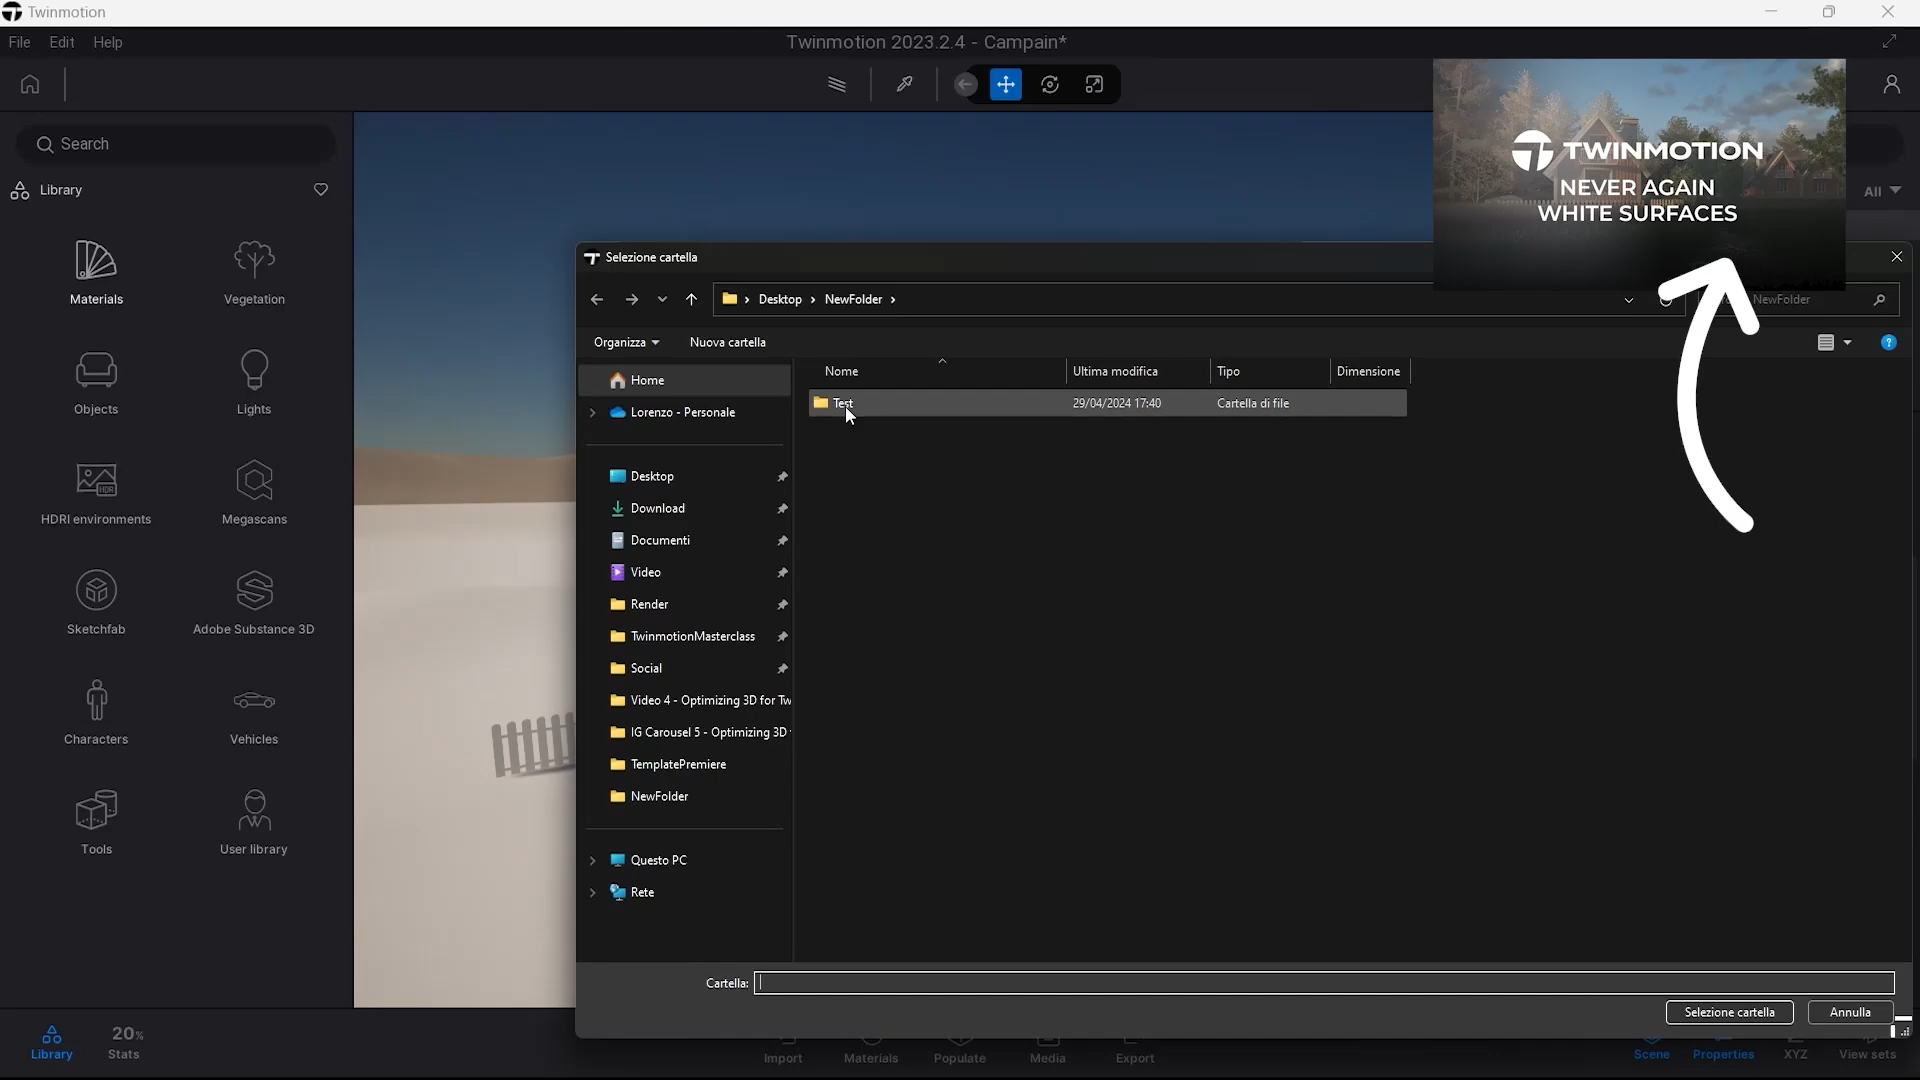 Twinmotion
File Edit Help
Twinmotion 2023.2.4 - Campain*
Search
Library
Materials
Vegetation
Objects
Lights
HDR
HDRI environments
Megascans
Sketchfab
Adobe Substance 3D
Characters
Vehicles
Tools
User library
Library
20%
Stats
TWINMOTION
NEVER AGAIN
WHITE SURFACES
All
Selezione cartella
Desktop
NewFolder
NewFolder
Organizza
Nuova cartella
Home
Lorenzo - Personale
Desktop
Download
Documenti
Video
Render
TwinmotionMasterclass
Social
Video 4 - Optimizing 3D for Tw
IG Carousel 5 - Optimizing 3D
TemplatePremiere
NewFolder
Questo PC
Rete
Nome
Ultima modifica
Tipo
Dimensione
Test
29/04/2024 17:40
Cartella di file
Cartella:
Selezione cartella
Annulla
Import
Materials
Populate
Media
Export
Scene
Properties
XYZ
View sets